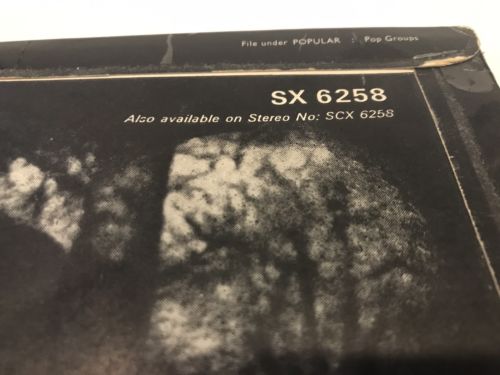 File under POPULAR : Pop Groups
SX 6258
Also available on Stereo No: SCX 6258